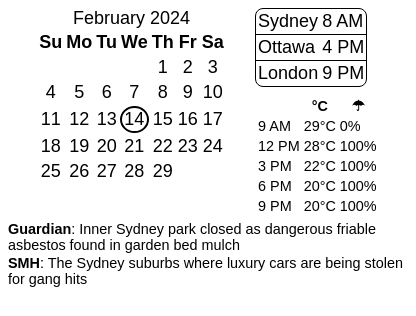 February 2024
Su Mo Tu We Th Fr Sa
1 2 3
4 5 6 7 8 9 10
11 12 13 14 15 16 17
18 19 20 21 22 23 24
25 26 27 28 29
Sydney 8 AM
Ottawa 4 PM
London 9 PM
°C ☂
9 AM 29°C 0%
12 PM 28°C 100%
3 PM 22°C 100%
6 PM 20°C 100%
9 PM 20°C 100%
Guardian: Inner Sydney park closed as dangerous friable
asbestos found in garden bed mulch
SMH: The Sydney suburbs where luxury cars are being stolen
for gang hits